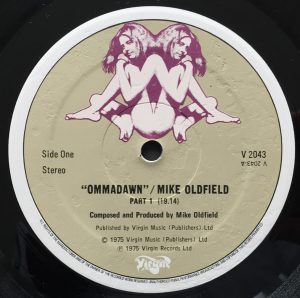 Side One
Stereo
V 2043
V 2043-A
"OMMADAWN"/MIKE OLDFIELD
PART 1 (19.14)
Composed and Produced by Mike Oldfield
Published by Virgin Music (Publishers) Ltd
© 1975 Virgin Music (Publishers) Ltd
℗ 1975 Virgin Records Ltd
Virgin